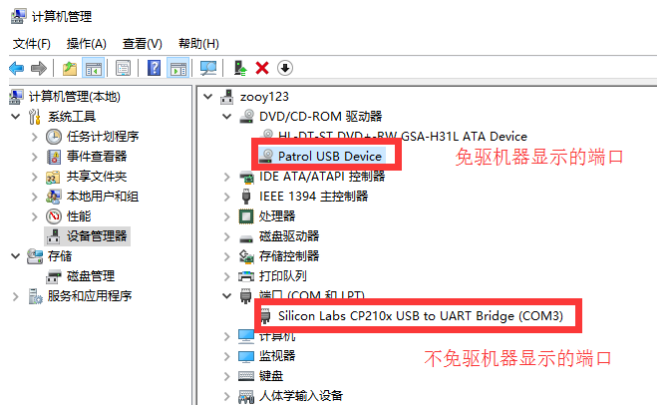 计算机管理
文件(F) 操作(A) 查看(V) 帮助(H)
计算机管理(本地)
系统工具
任务计划程序
事件查看器
共享文件夹
本地用户和组
性能
设备管理器
存储
磁盘管理
服务和应用程序
zooy123
DVD/CD-ROM 驱动器
HL-DT-ST DVD+-RW GSA-H31L ATA Device
Patrol USB Device
免驱机器显示的端口
IDE ATA/ATAPI 控制器
IEEE 1394 主控制器
处理器
磁盘驱动器
存储控制器
打印队列
端口 (COM 和 LPT)
Silicon Labs CP210x USB to UART Bridge (COM3)
计算机
不免驱机器显示的端口
监视器
键盘
人体学输入设备